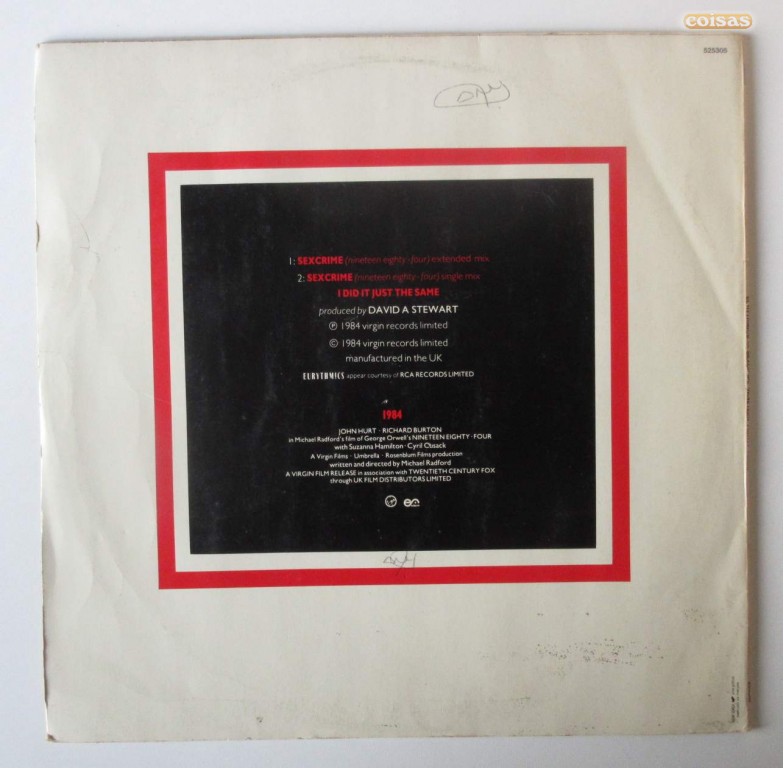 coisas
525300
1: SEXCRIME (nineteen eighty-four) extended mix
2: SEXCRIME (nineteen eighty-four) single mix
I DID IT JUST THE SAME
produced by DAVID A STEWART
℗ 1984 virgin records limited
© 1984 virgin records limited
manufactured in the UK
EURYTHMICS appear courtesy of RCA RECORDS LIMITED
1984
JOHN HURT · RICHARD BURTON
in Michael Radford's film of George Orwell's NINETEEN EIGHTY-FOUR
with Suzanna Hamilton · Cyril Cusack
A Virgin Films · Umbrella · Rosenblum Films production
written and directed by Michael Radford
A VIRGIN FILM RELEASE in association with TWENTIETH CENTURY FOX
through UK FILM DISTRIBUTORS LIMITED